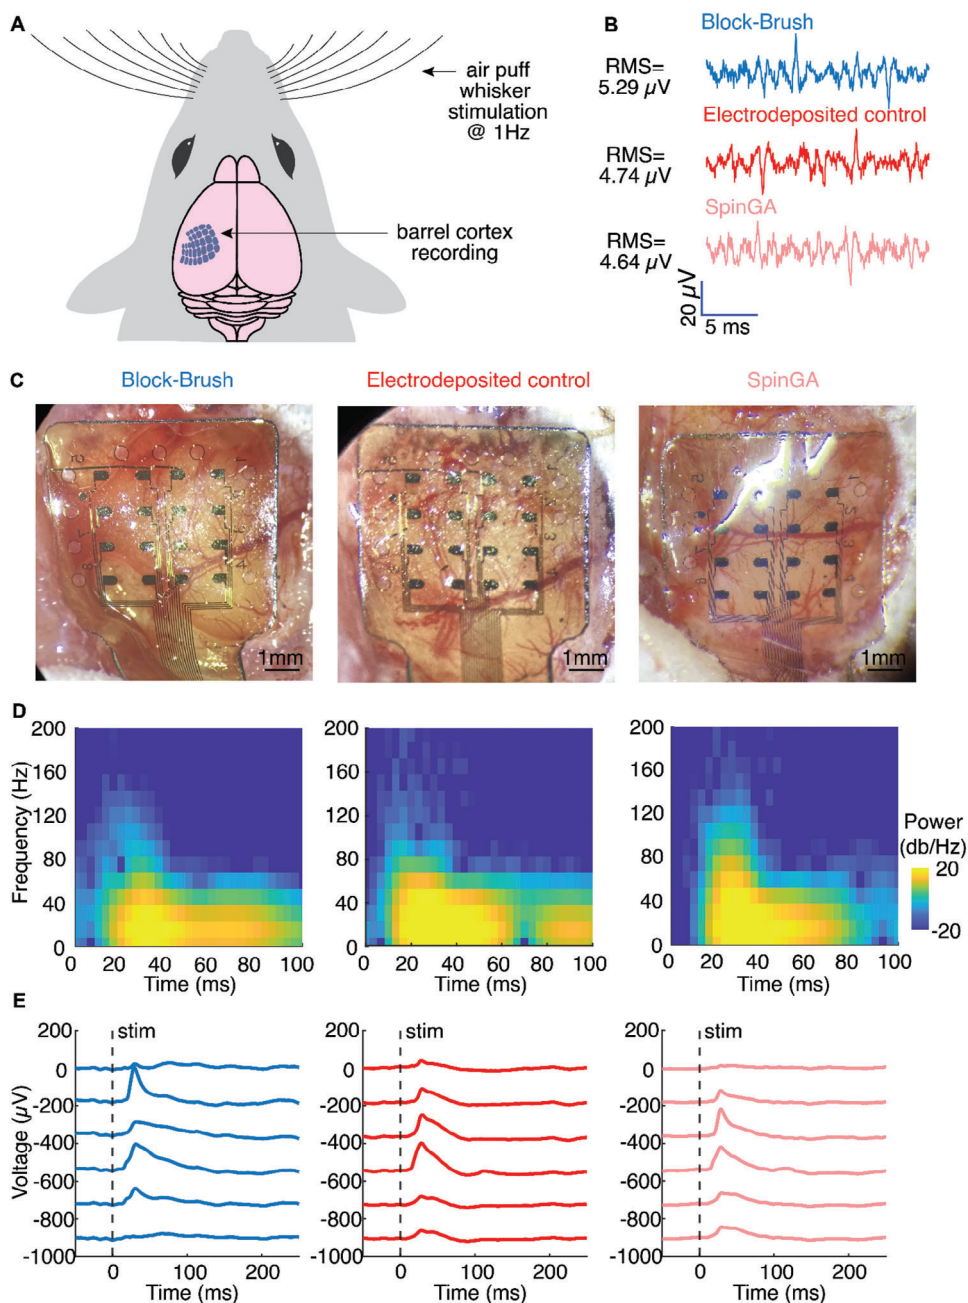 A
air puff
whisker
stimulation
@ 1Hz
barrel cortex
recording
B
Block-Brush
RMS=
5.29 µV
Electrodeposited control
RMS=
4.74 µV
SpinGA
RMS=
4.64 µV
20 µV
5 ms
C
Block-Brush
Electrodeposited control
SpinGA
1mm
1mm
1mm
D
Frequency (Hz)
200
160
120
80
40
0
0 20 40 60 80 100
Time (ms)
200
160
120
80
40
0
0 20 40 60 80 100
Time (ms)
200
160
120
80
40
0
0 20 40 60 80 100
Time (ms)
Power
(db/Hz)
20
-20
E
Voltage (µV)
200
0
-200
-400
-600
-800
-1000
stim
0 100 200
Time (ms)
200
0
-200
-400
-600
-800
-1000
stim
0 100 200
Time (ms)
200
0
-200
-400
-600
-800
-1000
stim
0 100 200
Time (ms)